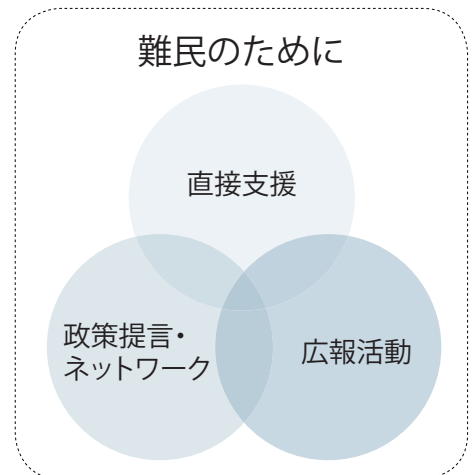 難民のために
直接支援
政策提言・
ネットワーク
広報活動